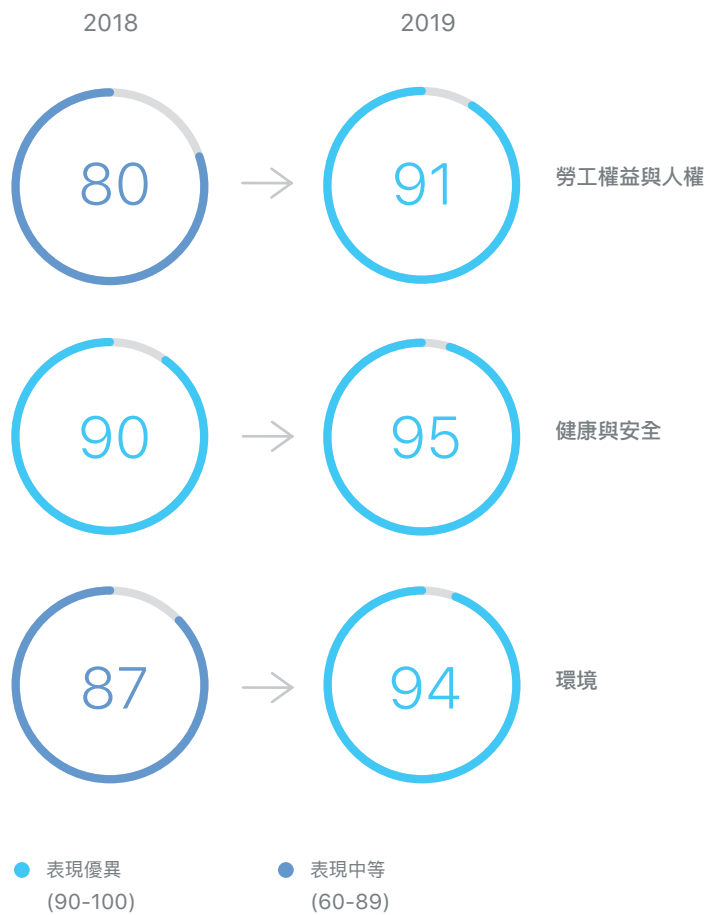 2018 2019
80 91 勞工權益與人權
90 95 健康與安全
87 94 環境
表現優異 表現中等
(90-100) (60-89)